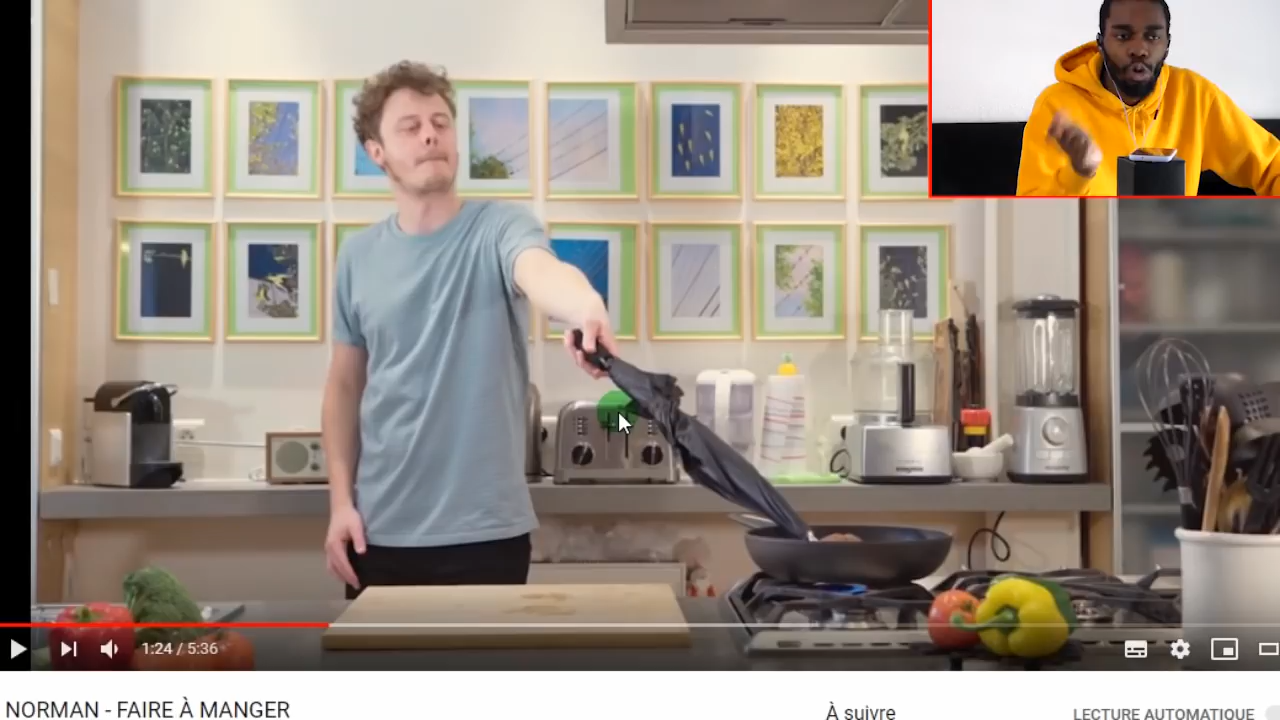 1:24 / 5:36
NORMAN - FAIRE À MANGER
À suivre
LECTURE AUTOMATIQUE